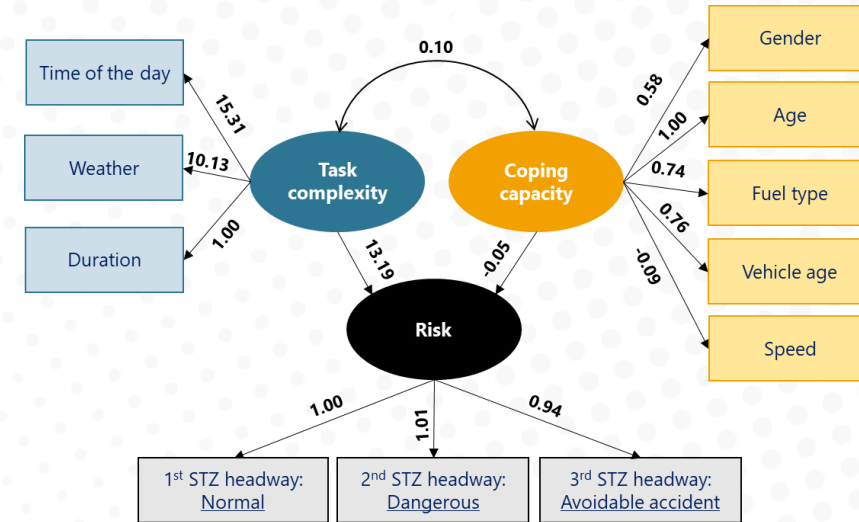 0.10
Time of the day
Weather
Duration
15.31
10.13
1.00
Task
complexity
Coping
capacity
0.58
1.00
0.74
0.76
-0.09
Gender
Age
Fuel type
Vehicle age
Speed
13.19
-0.05
Risk
1.00
1.01
0.94
1st STZ headway:
Normal
2nd STZ headway:
Dangerous
3rd STZ headway:
Avoidable accident